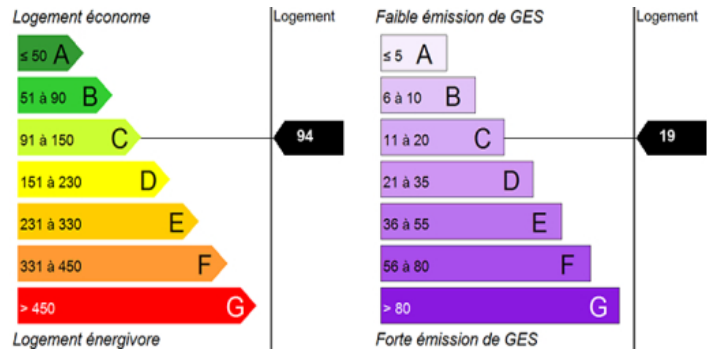 Logement économe
Logement
≤ 50 A
51 à 90 B
91 à 150 C
94
151 à 230 D
231 à 330 E
331 à 450 F
> 450 G
Logement énergivore
Faible émission de GES
Logement
≤ 5 A
6 à 10 B
11 à 20 C
19
21 à 35 D
36 à 55 E
56 à 80 F
> 80 G
Forte émission de GES